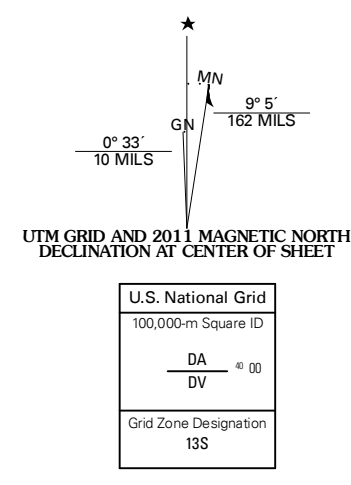 ★
MN
9° 5´
162 MILS
GN
0° 33´
10 MILS
UTM GRID AND 2011 MAGNETIC NORTH
DECLINATION AT CENTER OF SHEET
U.S. National Grid
100,000-m Square ID
DA
DV
40 00
Grid Zone Designation
13S